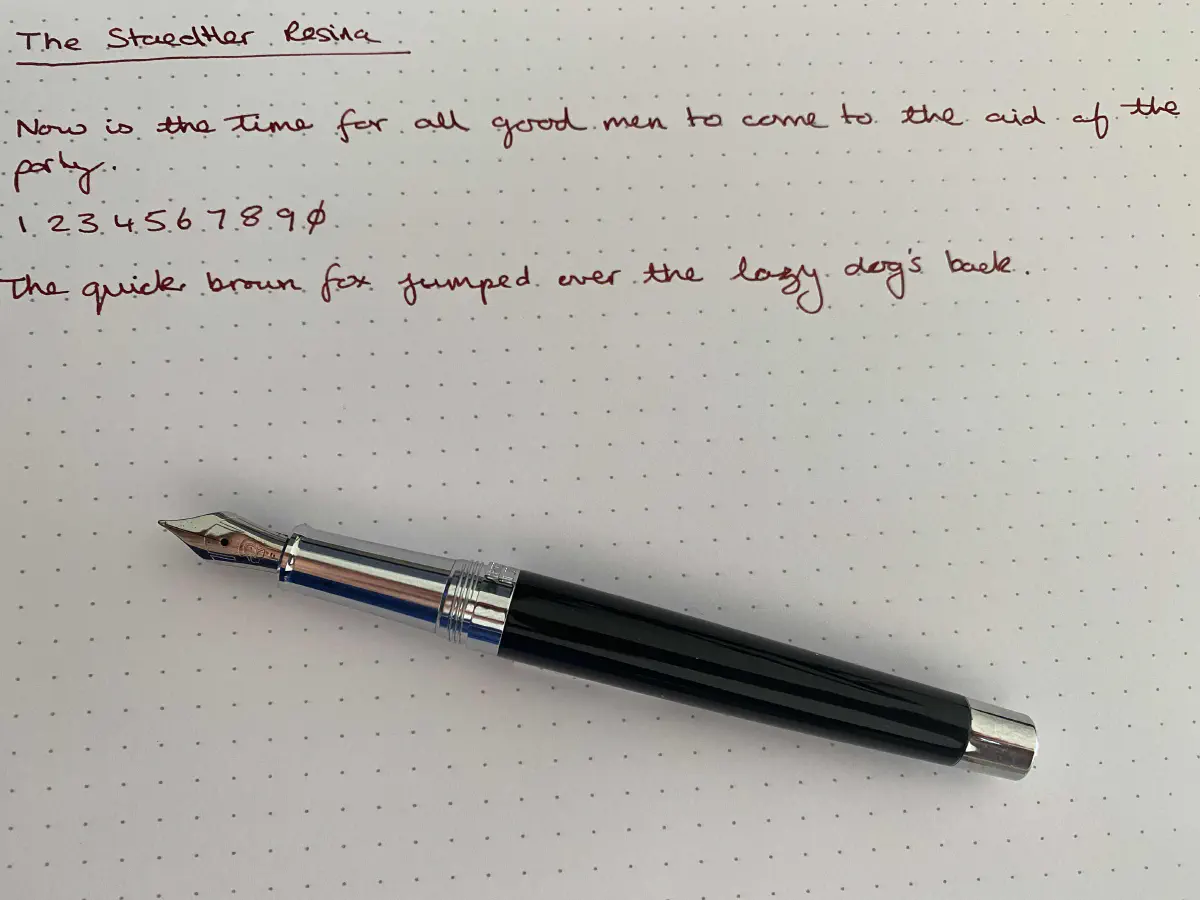 The Staedtler Resina
Now is the time for all good men to come to the aid of the
party.
1 2 3 4 5 6 7 8 9 0
The quick brown fox jumped over the lazy dog's back.